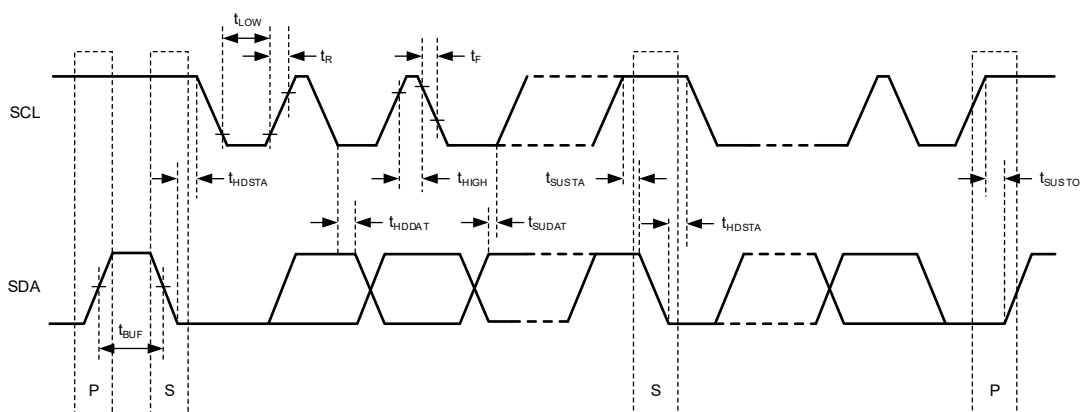 tLOW
tR
tF
SCL
tHDSTA
tHIGH
tSUSTA
tSUSTO
tHDDAT
tSUDAT
tHDSTA
SDA
tBUF
P
S
S
P